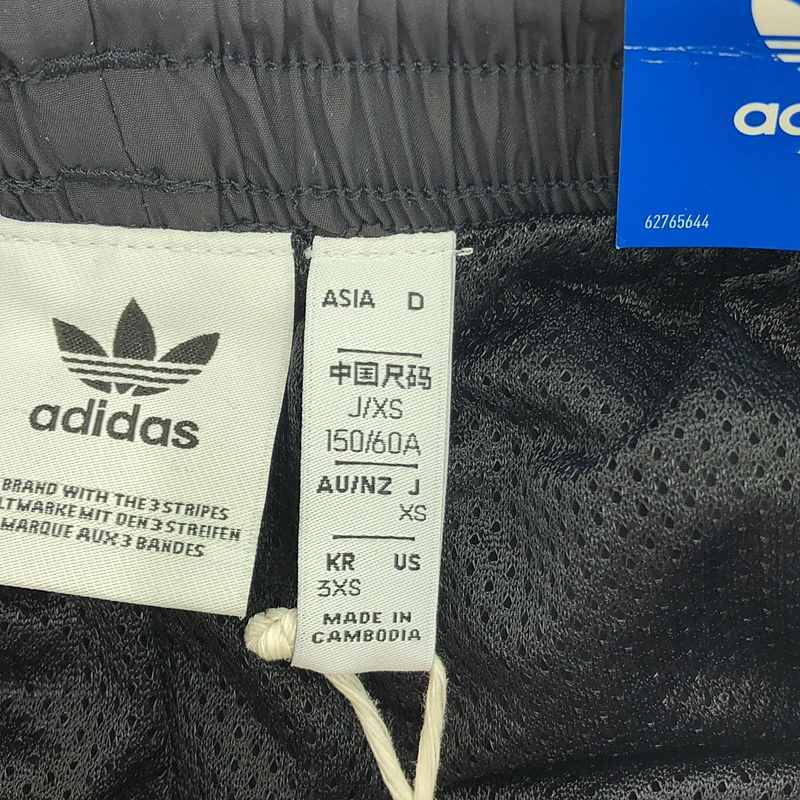 adidas
BRAND WITH THE 3 STRIPES
MARKE MIT DEN 3 STREIFEN
MARQUE AUX 3 BANDES
ASIA D
中国尺码
J/XS
150/60A
AU/NZ J
XS
KR US
3XS
MADE IN
CAMBODIA
62765644